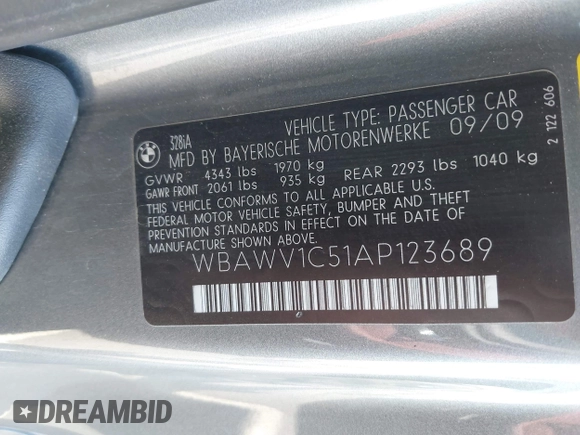 BMW
328iA
VEHICLE TYPE: PASSENGER CAR
MFD BY BAYERISCHE MOTORENWERKE 09/09
GVWR 4343 lbs 1970 kg
GAWR FRONT 2061 lbs 935 kg REAR 2293 lbs 1040 kg
THIS VEHICLE CONFORMS TO ALL APPLICABLE U.S.
FEDERAL MOTOR VEHICLE SAFETY, BUMPER AND THEFT
PREVENTION STANDARDS IN EFFECT ON THE DATE OF
MANUFACTURE SHOWN ABOVE.
WBAWV1C51AP123689
2 122 606
DREAMBID